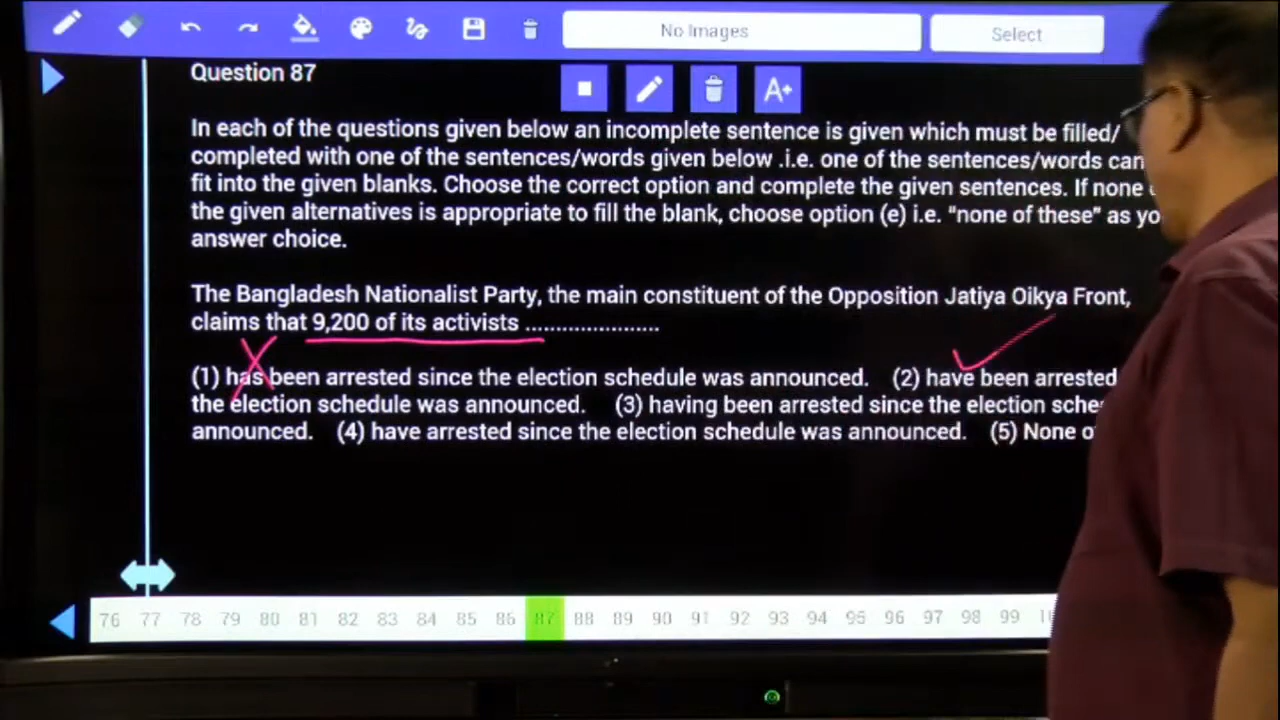 No Images
Select
Question 87
A+
In each of the questions given below an incomplete sentence is given which must be filled/
completed with one of the sentences/words given below .i.e. one of the sentences/words can
fit into the given blanks. Choose the correct option and complete the given sentences. If none
the given alternatives is appropriate to fill the blank, choose option (e) i.e. "none of these" as
answer choice.
The Bangladesh Nationalist Party, the main constituent of the Opposition Jatiya Oikya Front,
claims that 9,200 of its activists .......................
(1) has been arrested since the election schedule was announced. (2) have been arrested
the election schedule was announced. (3) having been arrested since the election
announced. (4) have arrested since the election schedule was announced. (5) None
76 77 78 79 80 81 82 83 84 85 86 87 88 89 90 91 92 93 94 95 96 97 98 99